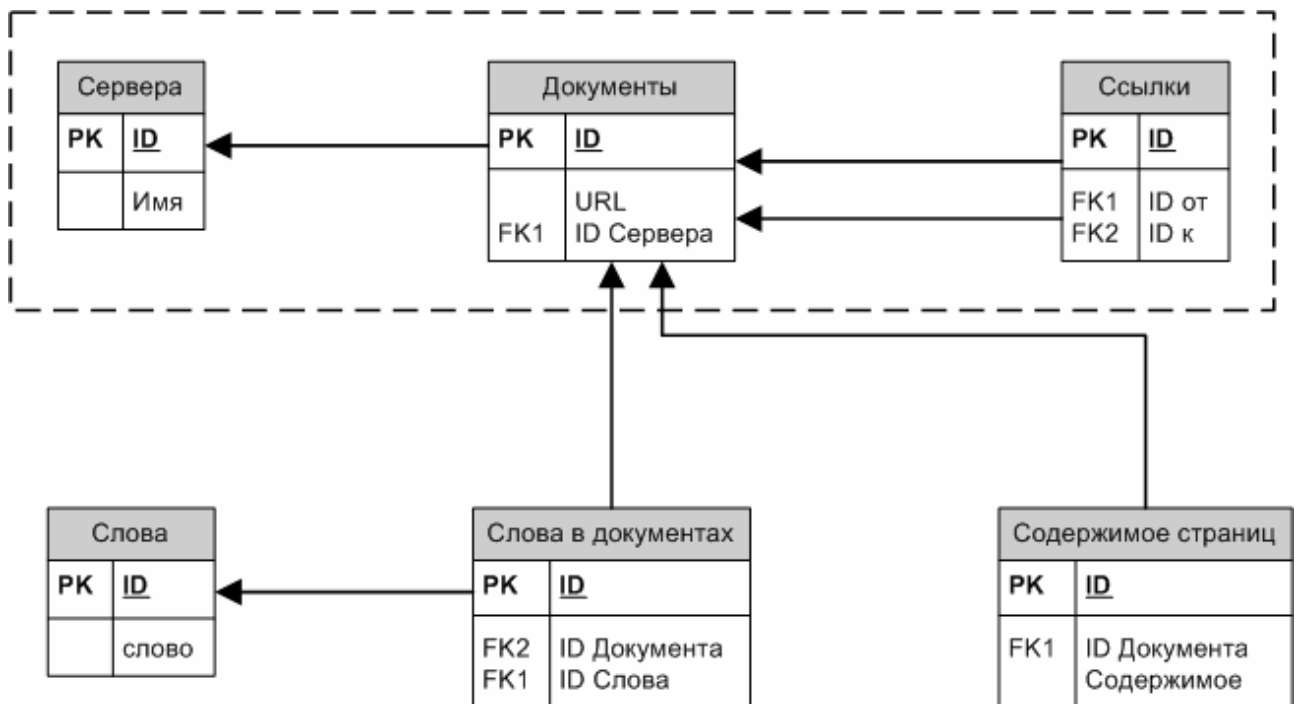 Сервера
PK ID
Имя
Документы
PK ID
URL
FK1 ID Сервера
Ссылки
PK ID
FK1 ID от
FK2 ID к
Слова
PK ID
слово
Слова в документах
PK ID
FK2 ID Документа
FK1 ID Слова
Содержимое страниц
PK ID
FK1 ID Документа
Содержимое